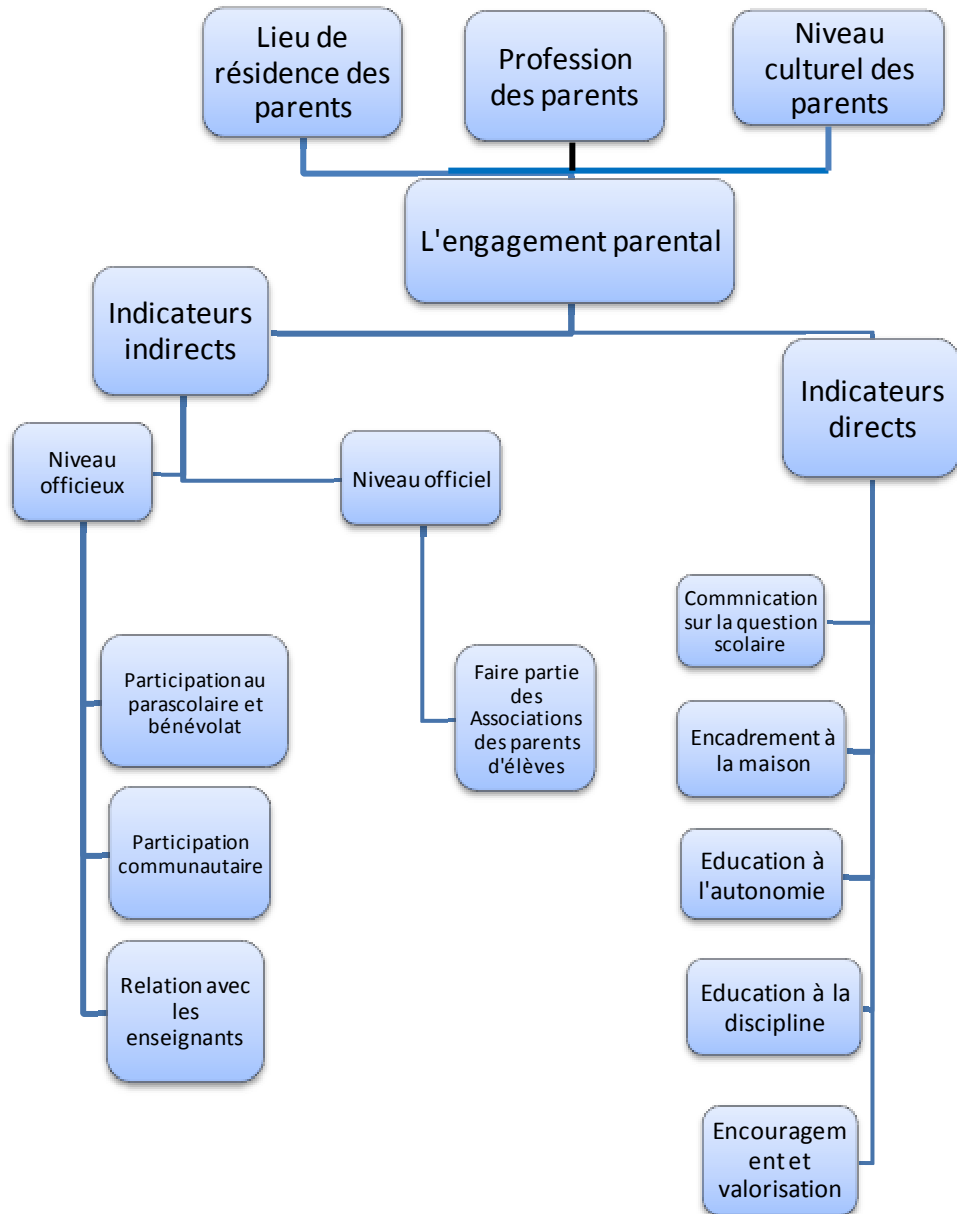 Lieu de
résidence des
parents
Profession
des parents
Niveau
culturel des
parents
L'engagement parental
Indicateurs
indirects
Indicateurs
directs
Niveau
officieux
Niveau officiel
Participation au
parascolaire et
bénévolat
Participation
communautaire
Relation avec
les
enseignants
Faire partie
des
Associations
des parents
d'élèves
Commnication
sur la question
scolaire
Encadrement à
la maison
Education à
l'autonomie
Education à la
discipline
Encouragem
ent et
valorisation